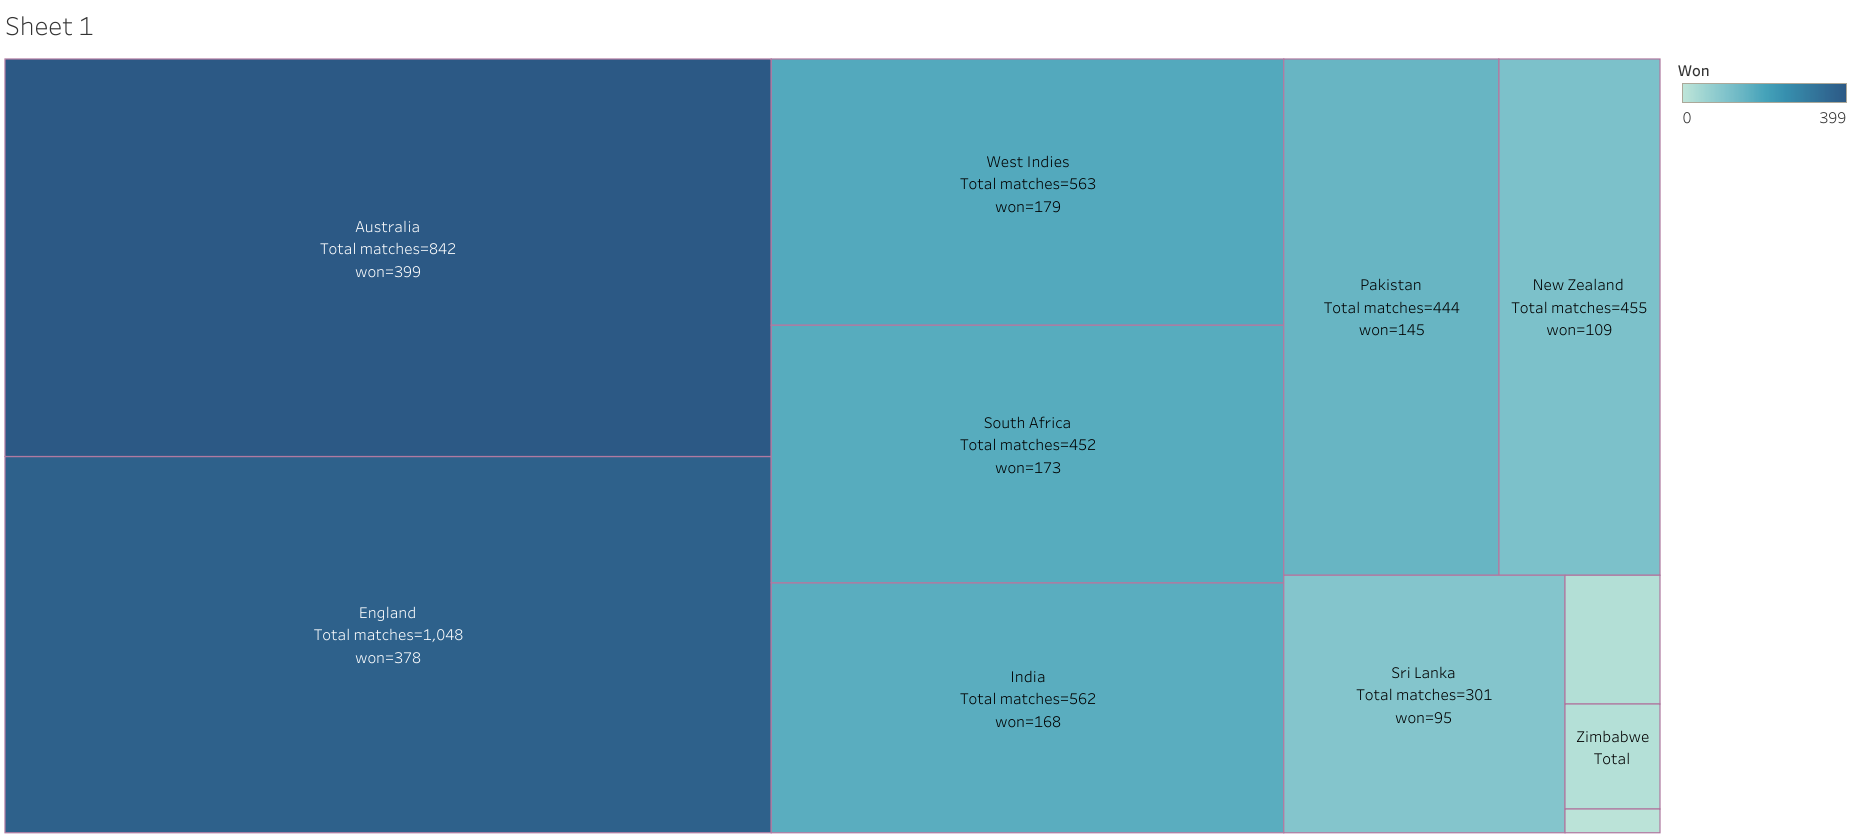 Sheet 1
Australia
Total matches=842
won=399
England
Total matches=1,048
won=378
West Indies
Total matches=563
won=179
South Africa
Total matches=452
won=173
India
Total matches=562
won=168
Pakistan
Total matches=444
won=145
New Zealand
Total matches=455
won=109
Sri Lanka
Total matches=301
won=95
Zimbabwe
Total
Won
0
399